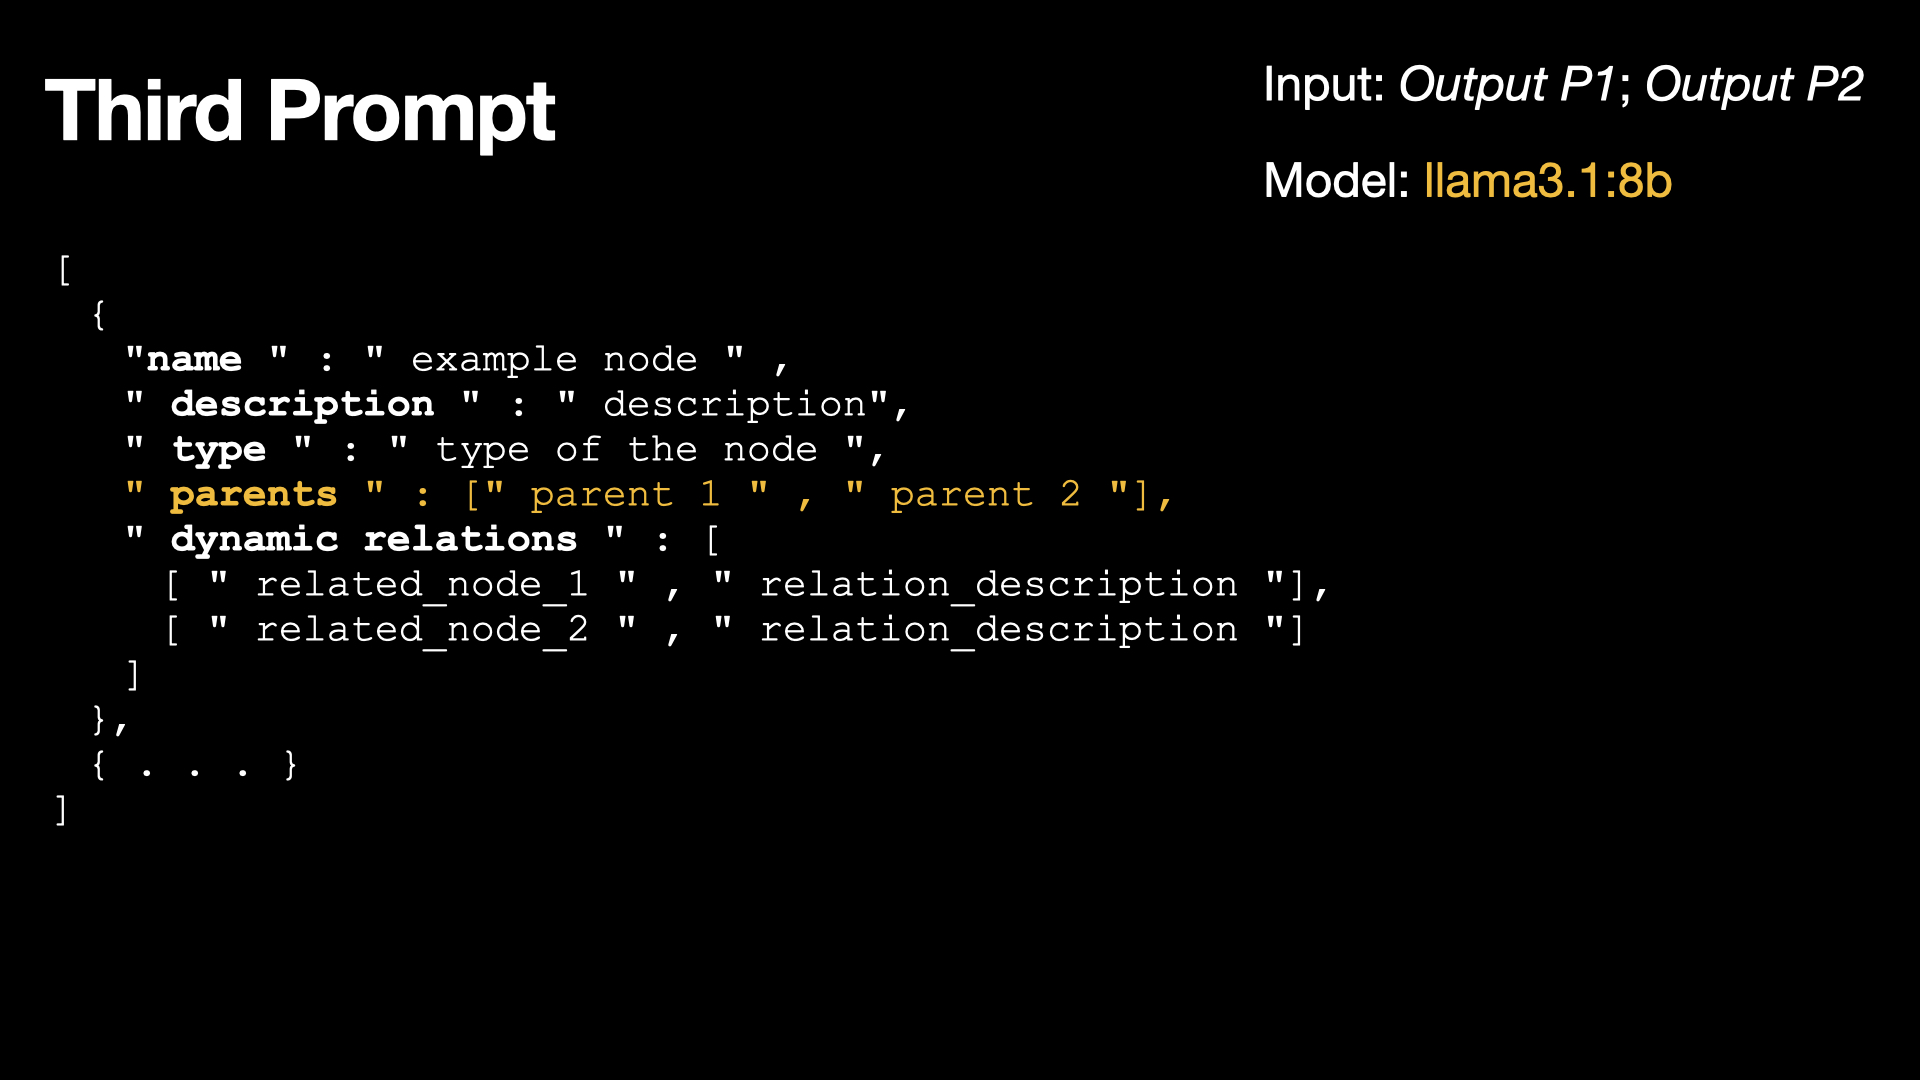 Third Prompt
Input: Output P1; Output P2
Model: llama3.1:8b
[
{
"name " : " example node " ,
" description " : " description",
" type " : " type of the node ",
" parents " : [" parent 1 " , " parent 2 "],
" dynamic relations " : [
[ " related_node_1 " , " relation_description "],
[ " related_node_2 " , " relation_description "]
]
},
{ . . . }
]